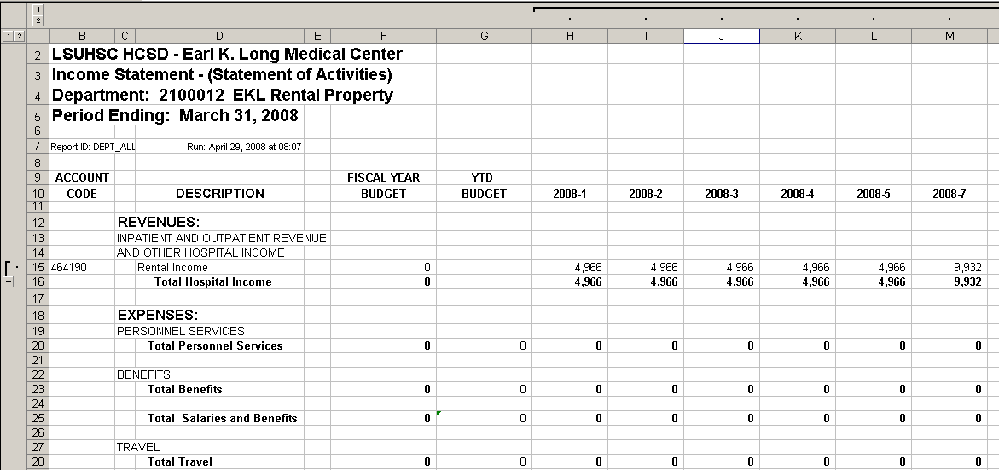 1
2
1 2 B C D E F G H I J K L M
2 LSUHSC HCSD - Earl K. Long Medical Center
3 Income Statement - (Statement of Activities)
4 Department: 2100012 EKL Rental Property
5 Period Ending: March 31, 2008
6
7 Report ID: DEPT_ALL Run: April 29, 2008 at 08:07
8
9 ACCOUNT FISCAL YEAR YTD
10 CODE DESCRIPTION BUDGET BUDGET 2008-1 2008-2 2008-3 2008-4 2008-5 2008-7
11
12 REVENUES:
13 INPATIENT AND OUTPATIENT REVENUE
14 AND OTHER HOSPITAL INCOME
15 464190 Rental Income 0 4,966 4,966 4,966 4,966 4,966 9,932
16 Total Hospital Income 0 4,966 4,966 4,966 4,966 4,966 9,932
17
18 EXPENSES:
19 PERSONNEL SERVICES
20 Total Personnel Services 0 0 0 0 0 0 0 0
21
22 BENEFITS
23 Total Benefits 0 0 0 0 0 0 0 0
24
25 Total Salaries and Benefits 0 0 0 0 0 0 0 0
26
27 TRAVEL
28 Total Travel 0 0 0 0 0 0 0 0